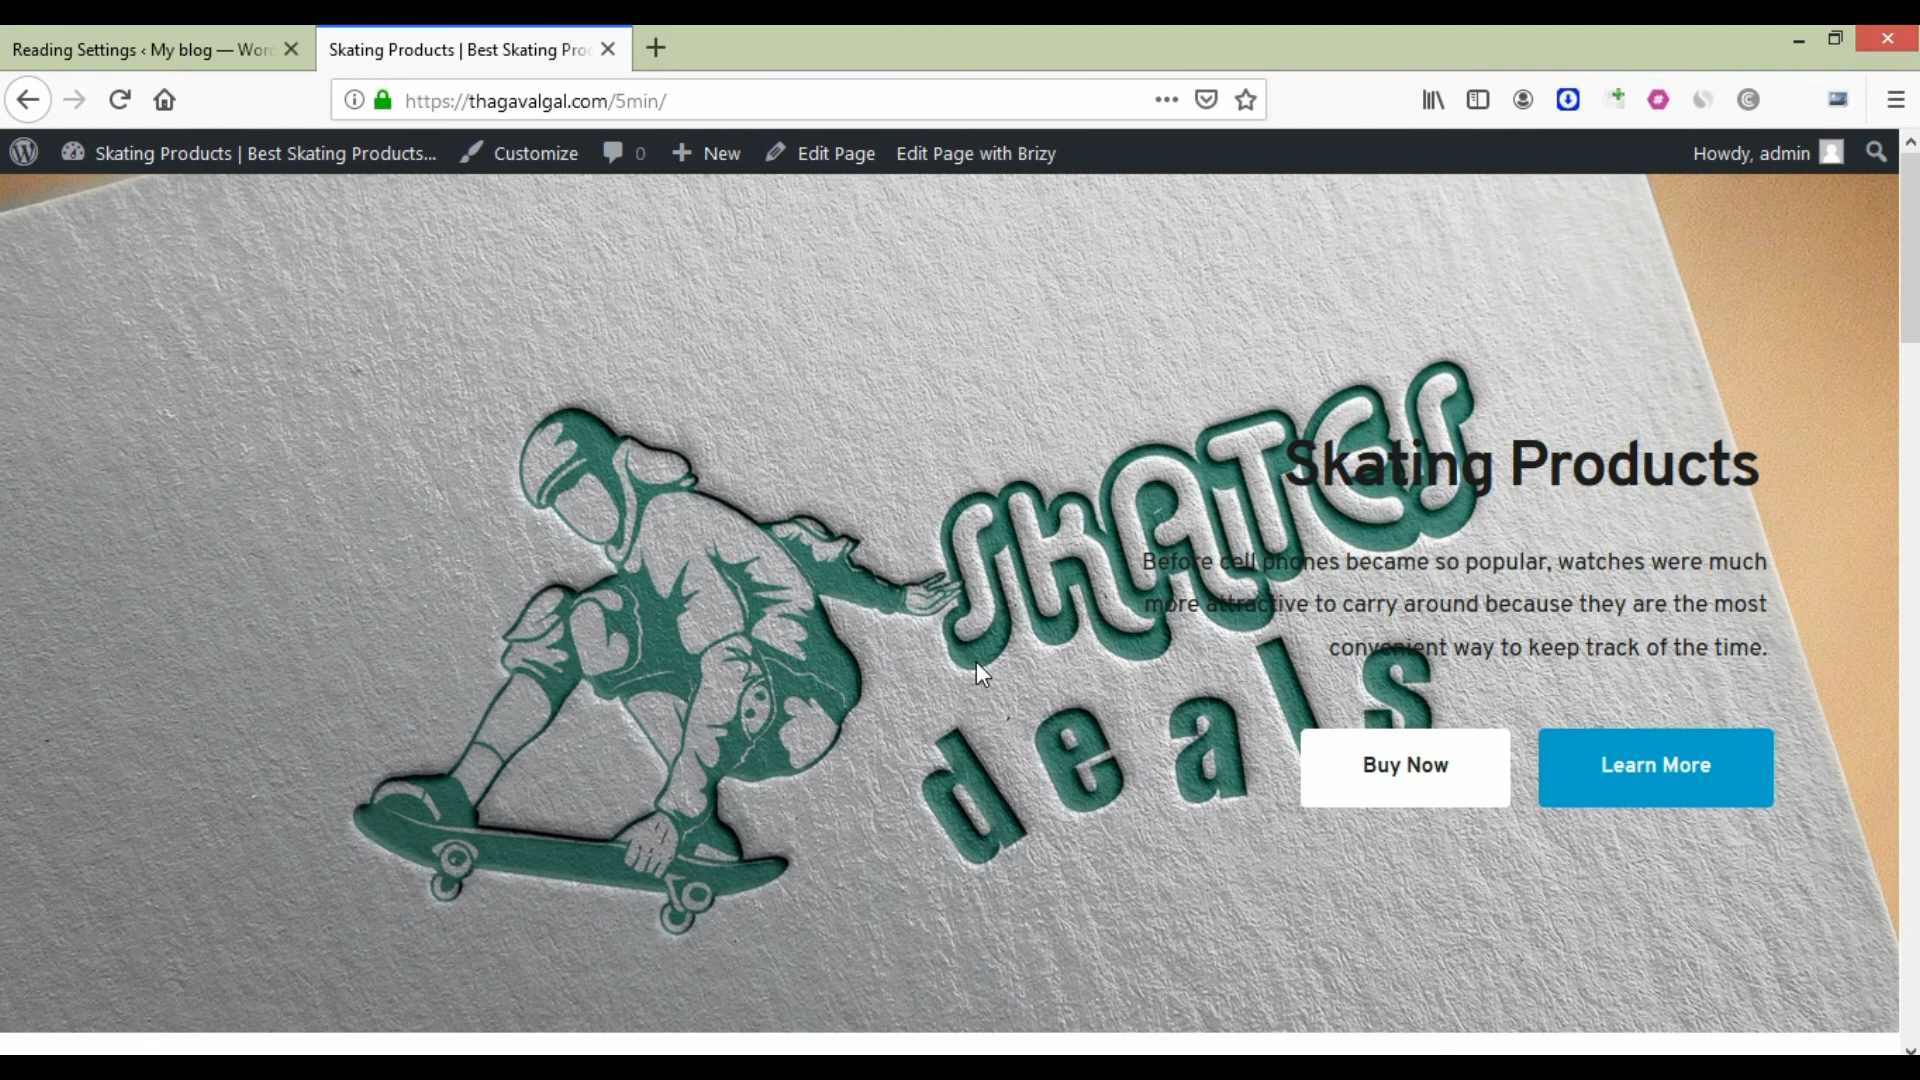 Reading Settings ‹ My blog — Wor
Skating Products | Best Skating Pro
https://thagavalgal.com/5min/
Skating Products | Best Skating Products...
Customize
0
New
Edit Page
Edit Page with Brizy
Howdy, admin
SKATES
deals
Skating Products
Before cell phones became so popular, watches were much
more attractive to carry around because they are the most
convenient way to keep track of the time.
Buy Now
Learn More